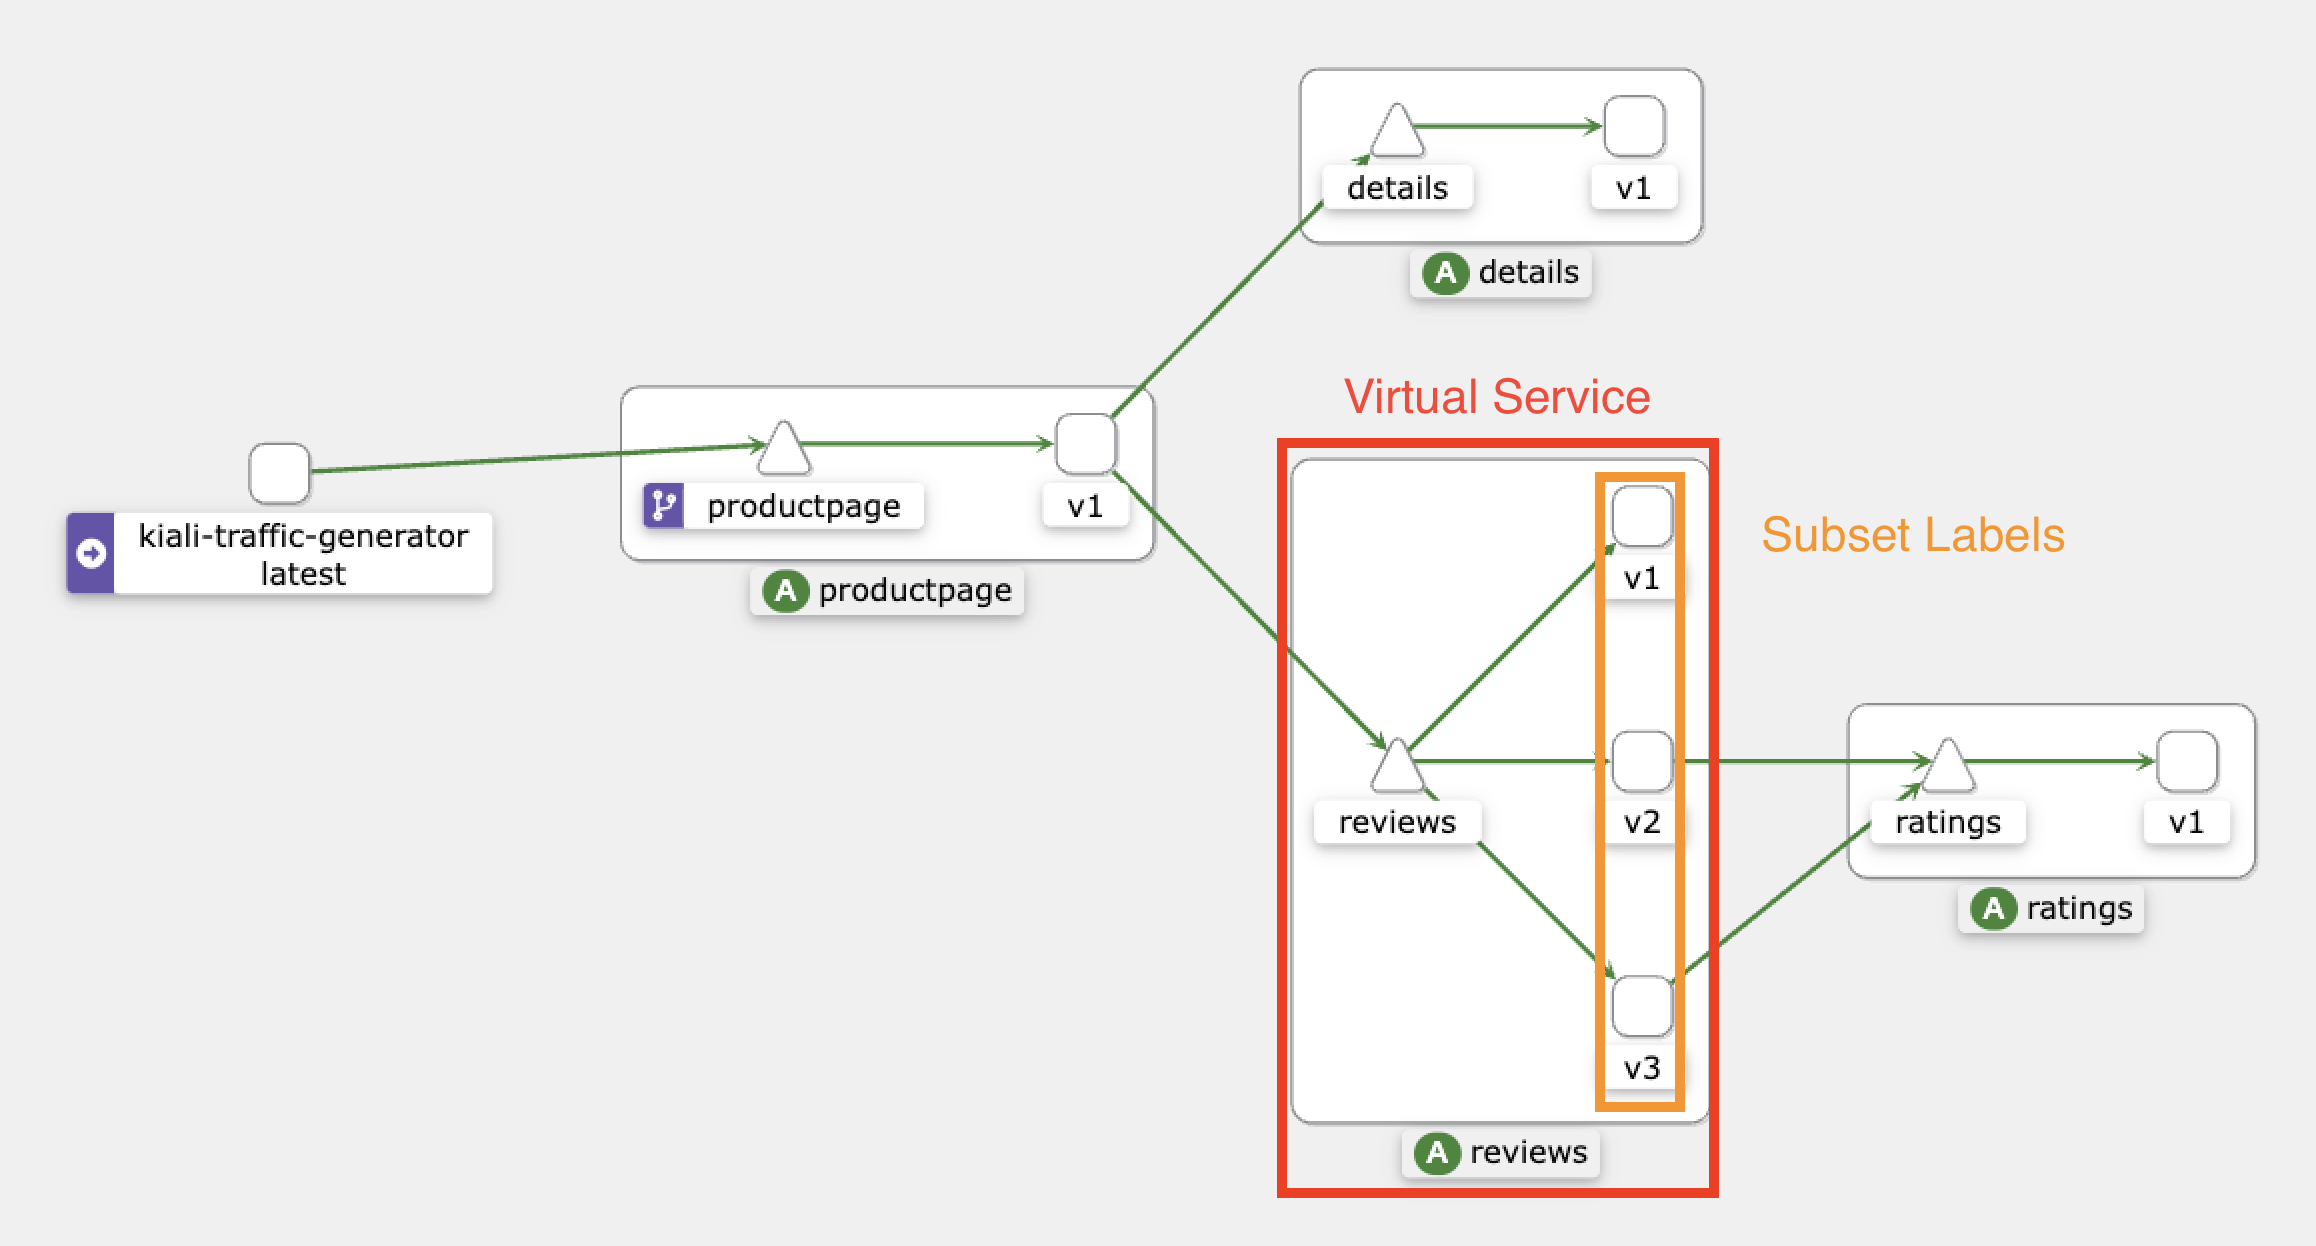 details
v1
A details
Virtual Service
kiali-traffic-generator
latest
productpage
v1
A productpage
Subset Labels
v1
reviews
v2
v3
A reviews
ratings
v1
A ratings